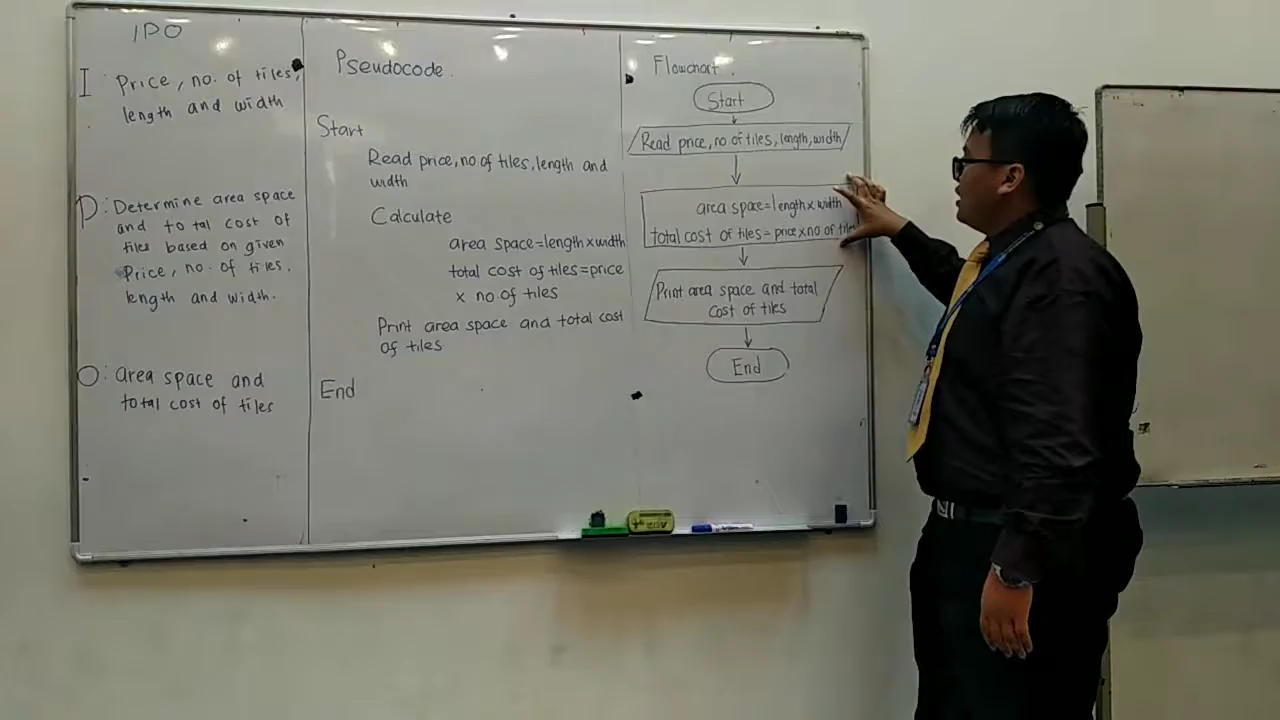 IPO
I : Price, no. of tiles,
length and width
P: Determine area space
and to tal cost of
tiles based on given
Price, no. of tiles,
length and width.
O: area space and
total cost of tiles
Pseudocode.
Start
Read price, no of tiles, length and
width
Calculate
area space=length x width
total cost of tiles=price
x no of tiles
Print area space and total cost
of tiles
End
Flowchart.
Start
Read price, no of tiles, length, width
area space=length x width
total cost of tiles = price x no of tiles
Print area space and total
cost of tiles
End